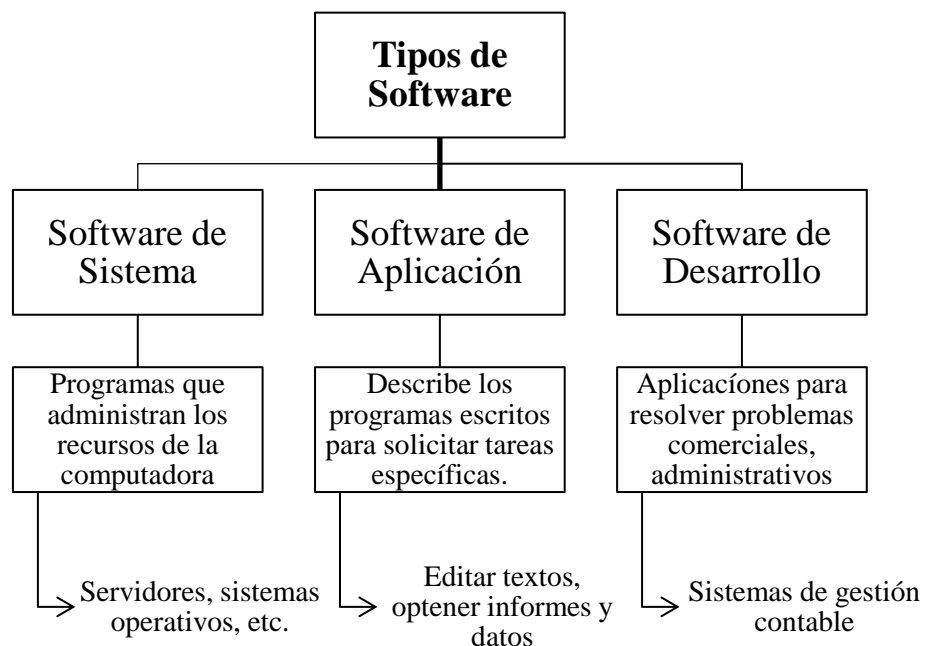 Tipos de
Software
Software de
Sistema
Software de
Aplicación
Software de
Desarrollo
Programas que
administran los
recursos de la
computadora
Describe los
programas escritos
para solicitar tareas
específicas.
Aplicacíones para
resolver problemas
comerciales,
administrativos
Servidores, sistemas
operativos, etc.
Editar textos,
optener informes y
datos
Sistemas de gestión
contable